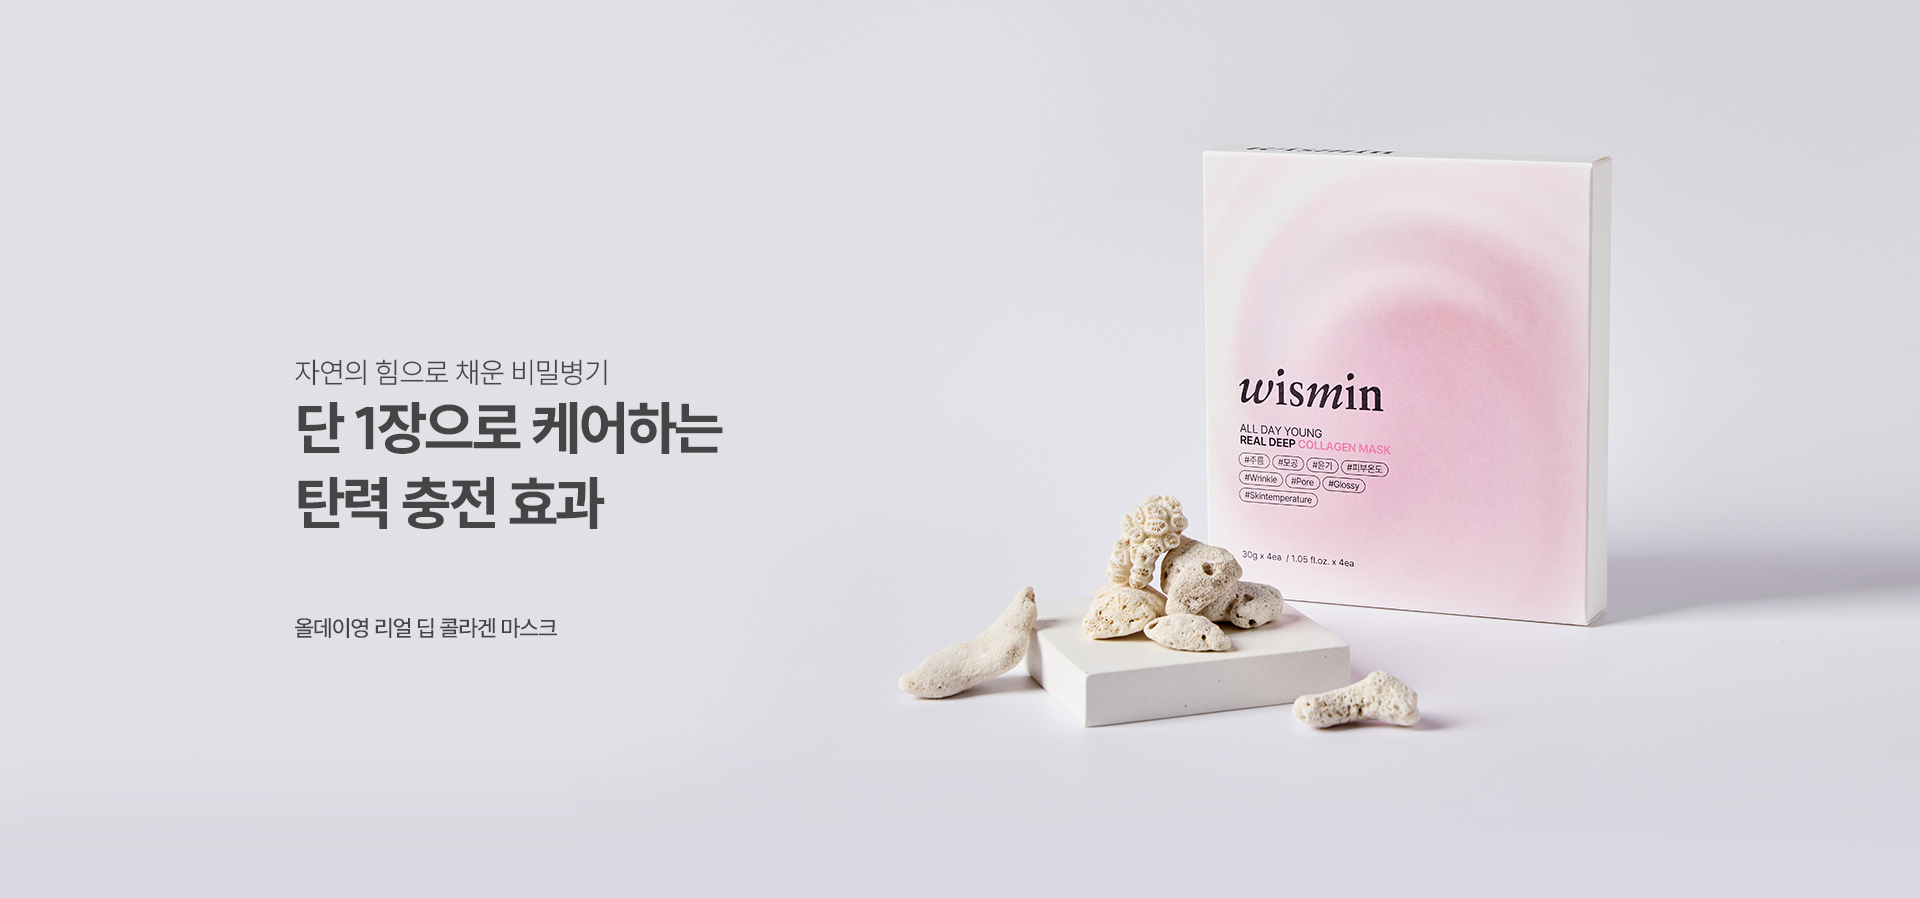 자연의 힘으로 채운 비밀병기
단 1장으로 케어하는
탄력 충전 효과
올데이영 리얼 딥 콜라겐 마스크
wismin
wismin
ALL DAY YOUNG
REAL DEEP COLLAGEN MASK
#주름 #모공 #윤기 #피부온도
#Wrinkle #Pore #Glossy
#Skintemperature
30g x 4ea / 1.05 fl.oz. x 4ea